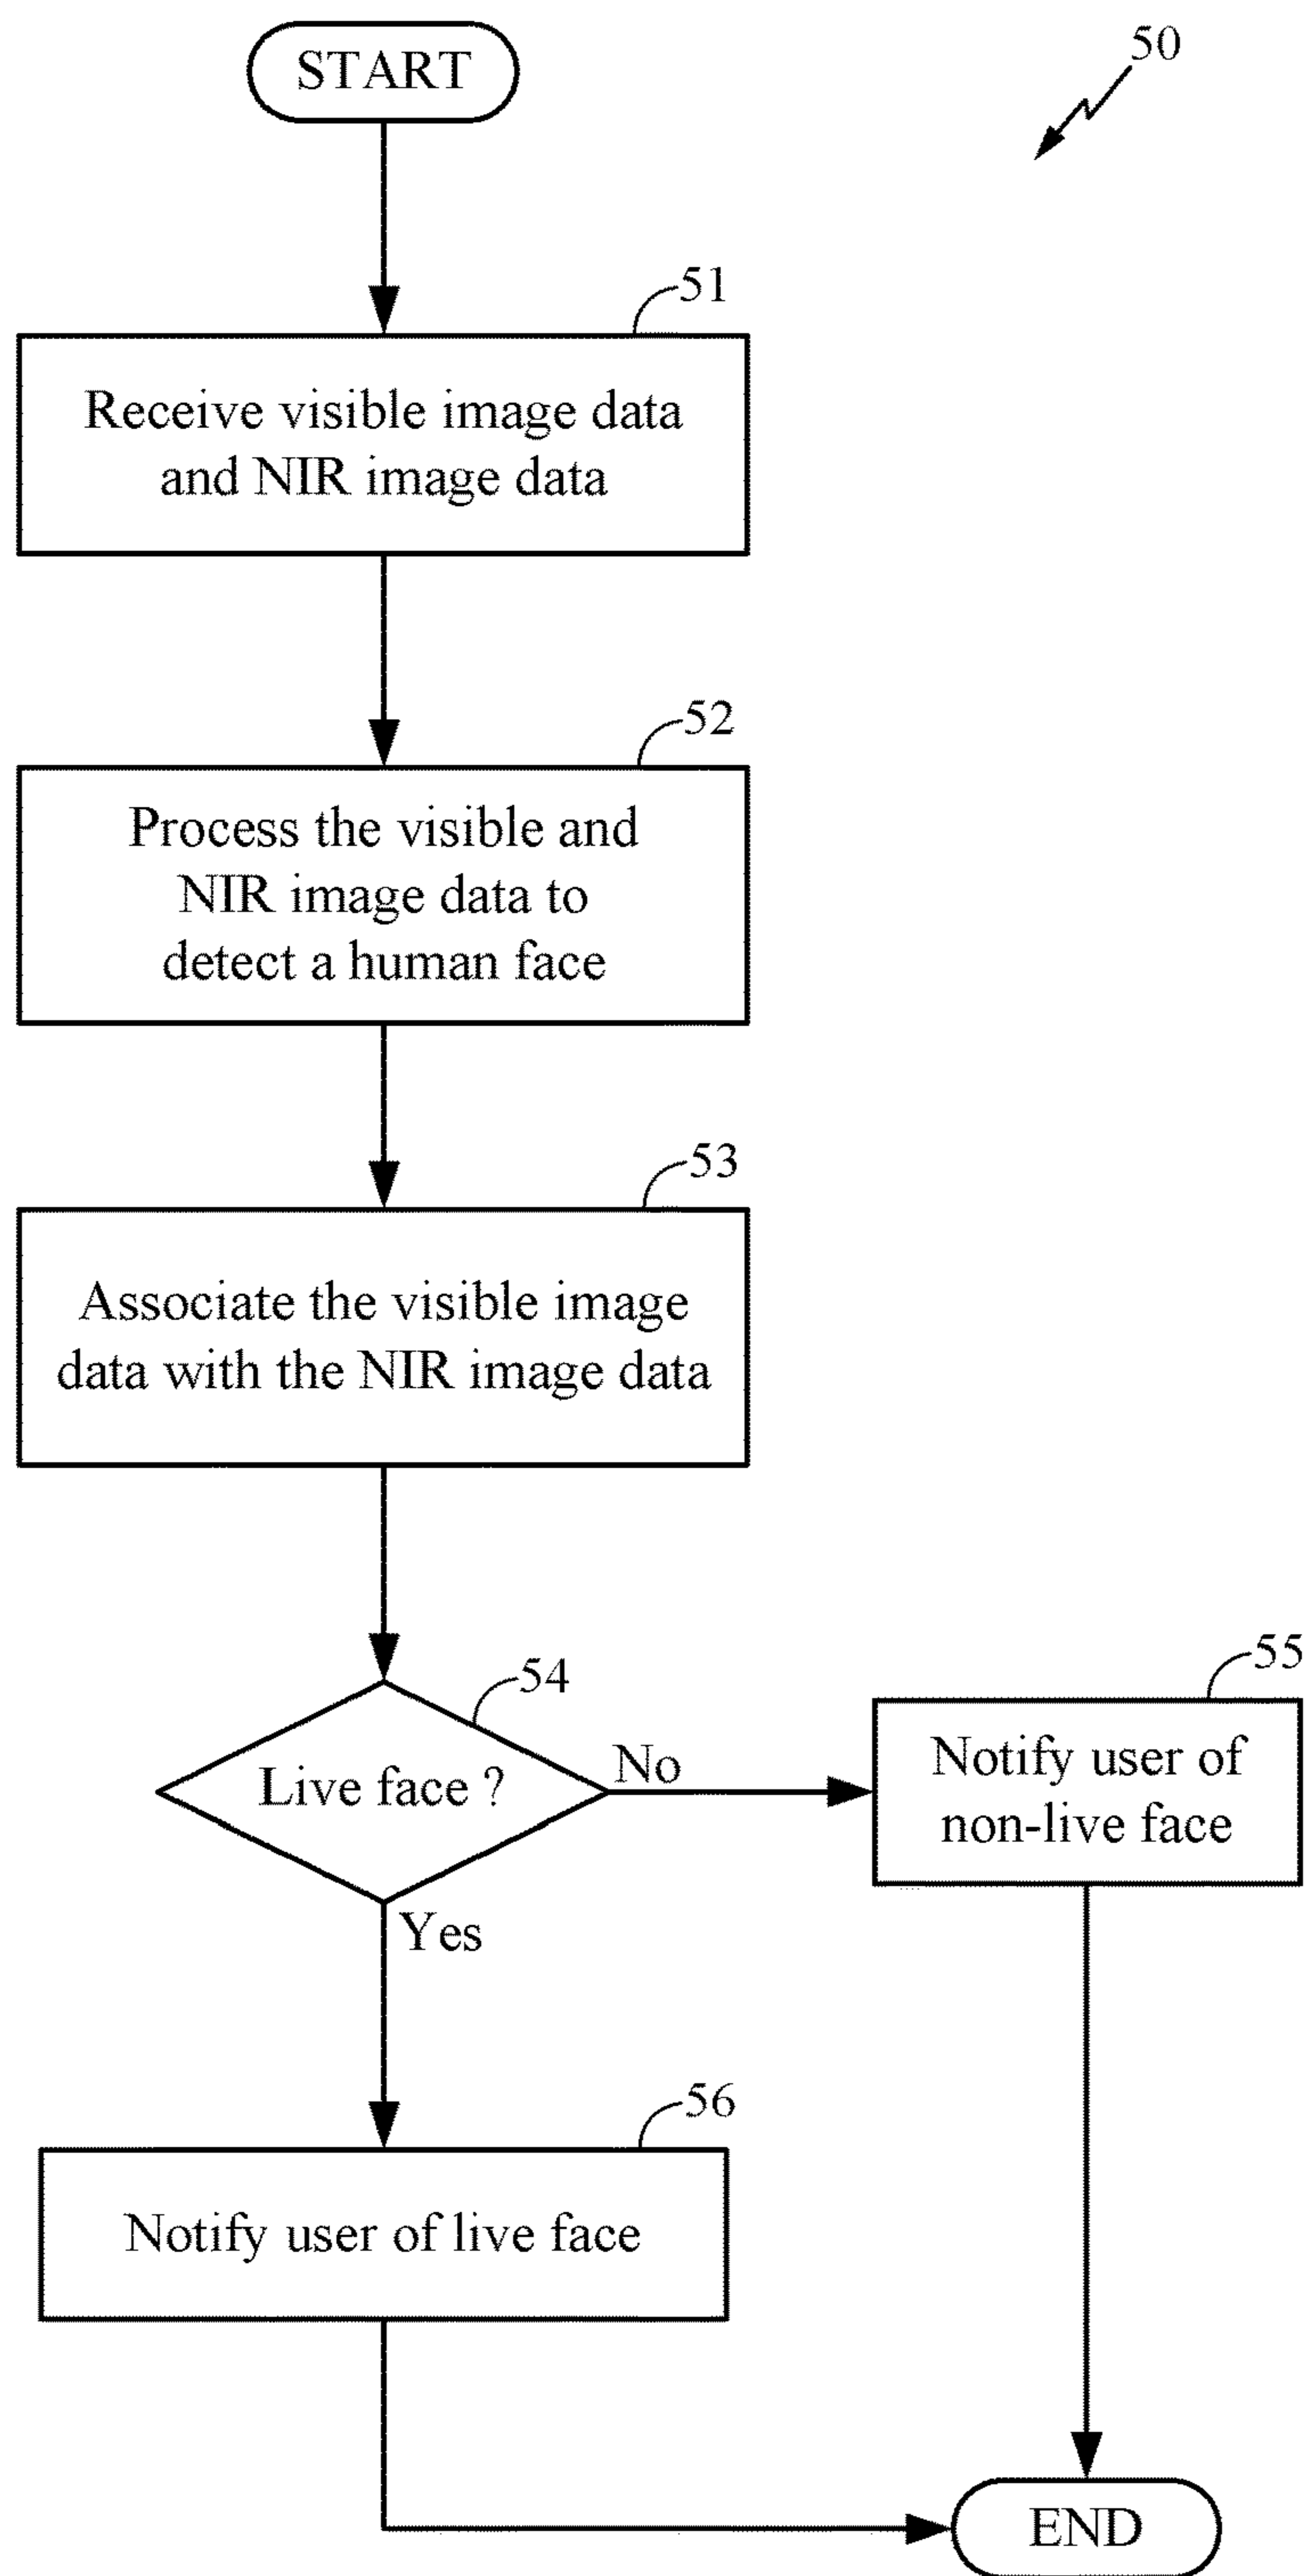 START
50
51
Receive visible image data
and NIR image data
52
Process the visible and
NIR image data to
detect a human face
53
Associate the visible image
data with the NIR image data
54
Live face ?
No
55
Notify user of
non-live face
Yes
56
Notify user of live face
END